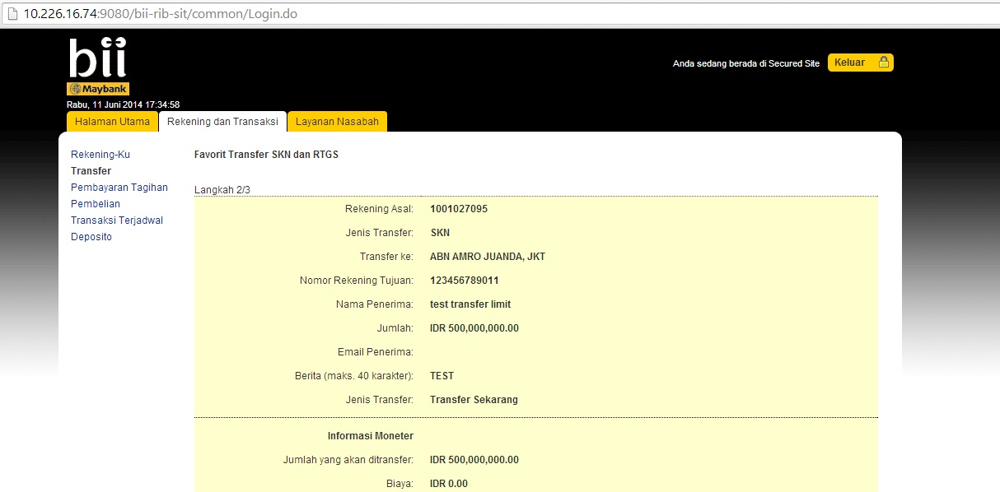 10.226.16.74:9080/bii-rib-sit/common/Login.do
bii
Maybank
Anda sedang berada di Secured Site Keluar
Rabu, 11 Juni 2014 17:34:58
Halaman Utama Rekening dan Transaksi Layanan Nasabah
Rekening-Ku
Transfer
Pembayaran Tagihan
Pembelian
Transaksi Terjadwal
Deposito
Favorit Transfer SKN dan RTGS
Langkah 2/3
Rekening Asal: 1001027095
Jenis Transfer: SKN
Transfer ke: ABN AMRO JUANDA, JKT
Nomor Rekening Tujuan: 123456789011
Nama Penerima: test transfer limit
Jumlah: IDR 500,000,000.00
Email Penerima:
Berita (maks. 40 karakter): TEST
Jenis Transfer: Transfer Sekarang
Informasi Moneter
Jumlah yang akan ditransfer: IDR 500,000,000.00
Biaya: IDR 0.00